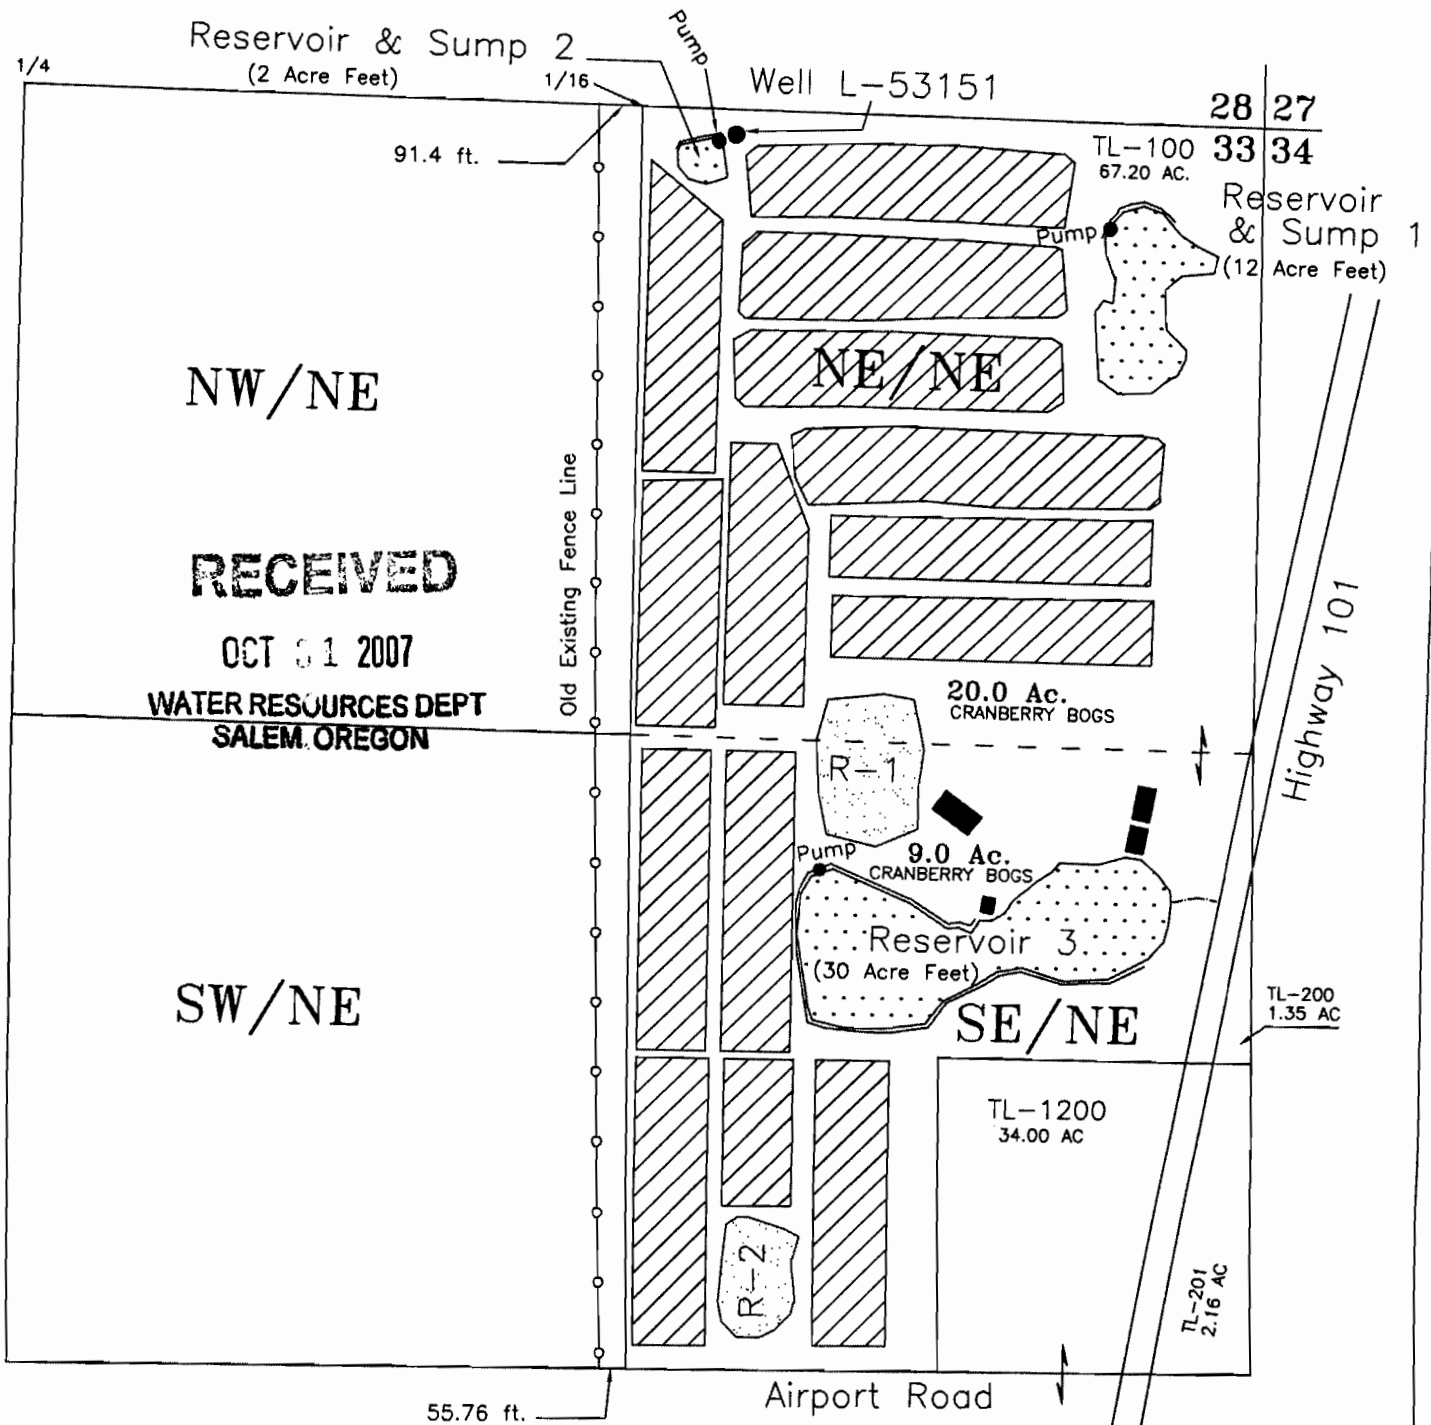 Reservoir & Sump 2
(2 Acre Feet)
Pump
1/4
1/16
Well L-53151
28 27
33 34
91.4 ft.
TL-100
67.20 AC.
Reservoir
& Sump 1
(12 Acre Feet)
Pump
NW/NE
NE/NE
Old Existing Fence Line
RECEIVED
OCT 1 2007
WATER RESOURCES DEPT
SALEM, OREGON
Highway 101
20.0 Ac.
CRANBERRY BOGS
R-1
Pump
9.0 Ac.
CRANBERRY BOGS
Reservoir 3
(30 Acre Feet)
SW/NE
SE/NE
TL-200
1.35 AC
TL-1200
34.00 AC
R-2
TL-201
2.16 AC
Airport Road
55.76 ft.